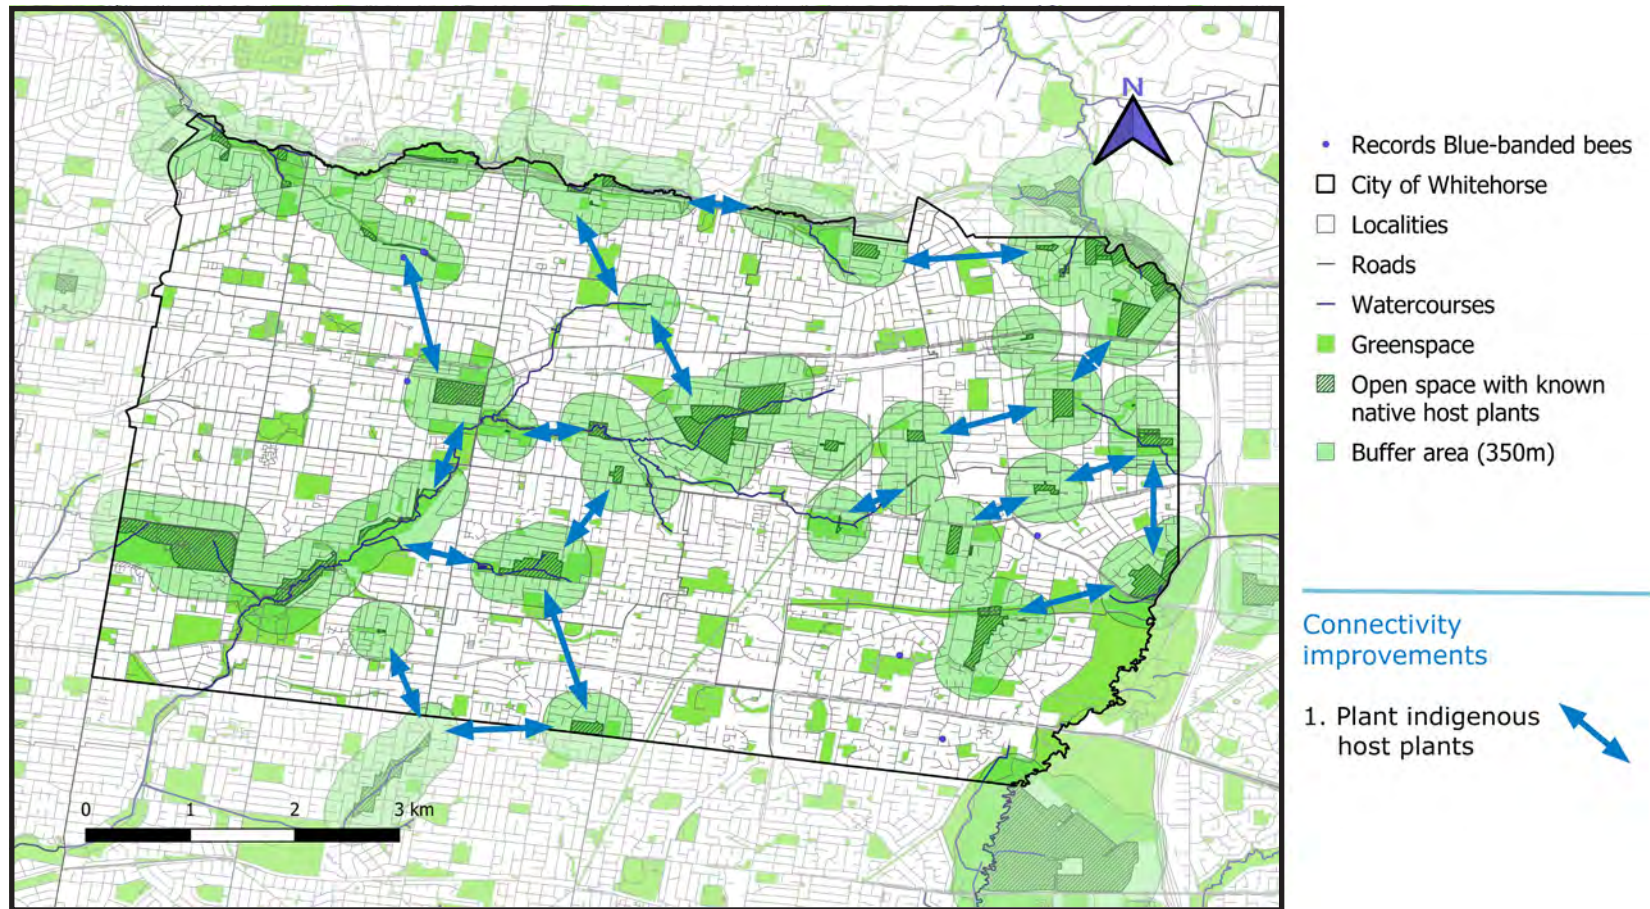 N
0 1 2 3 km
Records Blue-banded bees
City of Whitehorse
Localities
Roads
Watercourses
Greenspace
Open space with known
native host plants
Buffer area (350m)
Connectivity
improvements
1. Plant indigenous
host plants